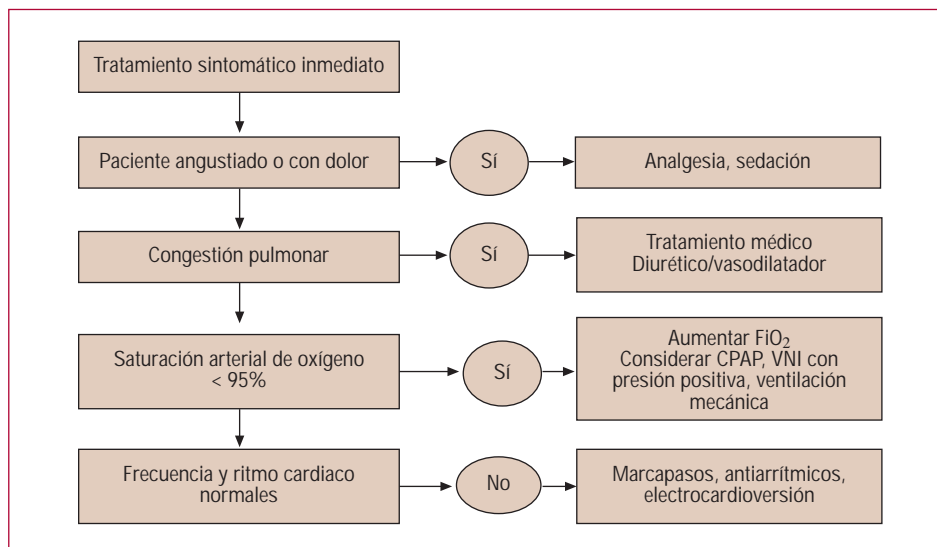 Tratamiento sintomático inmediato
Paciente angustiado o con dolor
Sí
Analgesia, sedación
Congestión pulmonar
Sí
Tratamiento médico
Diurético/vasodilatador
Saturación arterial de oxígeno
< 95%
Sí
Aumentar FiO₂
Considerar CPAP, VNI con
presión positiva, ventilación
mecánica
Frecuencia y ritmo cardiaco
normales
No
Marcapasos, antiarrítmicos,
electrocardioversión